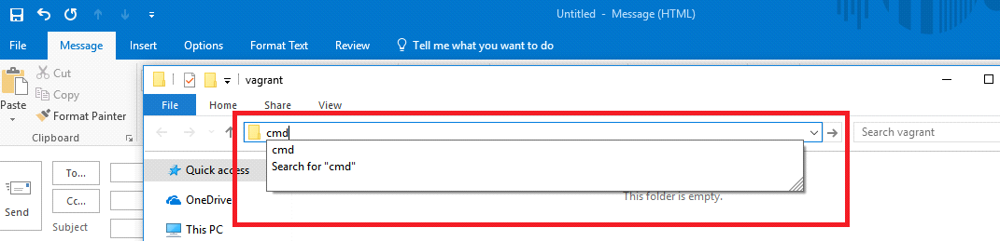 Untitled - Message (HTML)
File Message Insert Options Format Text Review Tell me what you want to do
Paste
Cut
Copy
Format Painter
Clipboard
vagrant
File Home Share View
cmd
Search vagrant
cmd
Search for "cmd"
Quick access
OneDrive
This PC
This folder is empty.
To...
Cc...
Subject
Send